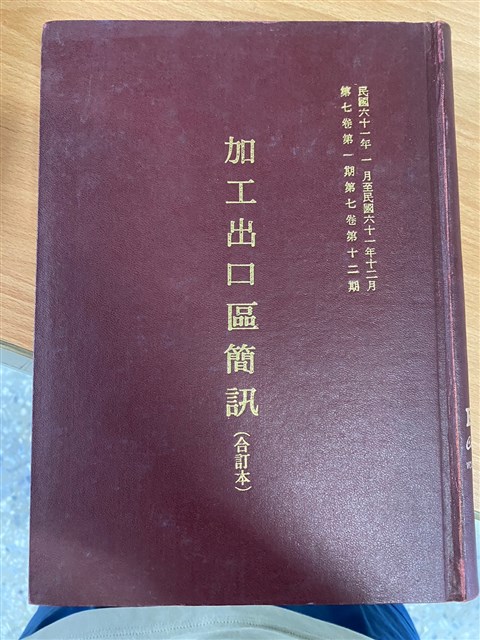 民國六十一年一月至民國六十一年十二月
第七卷第一期第七卷第十二期
加工出口區簡訊(合訂本)